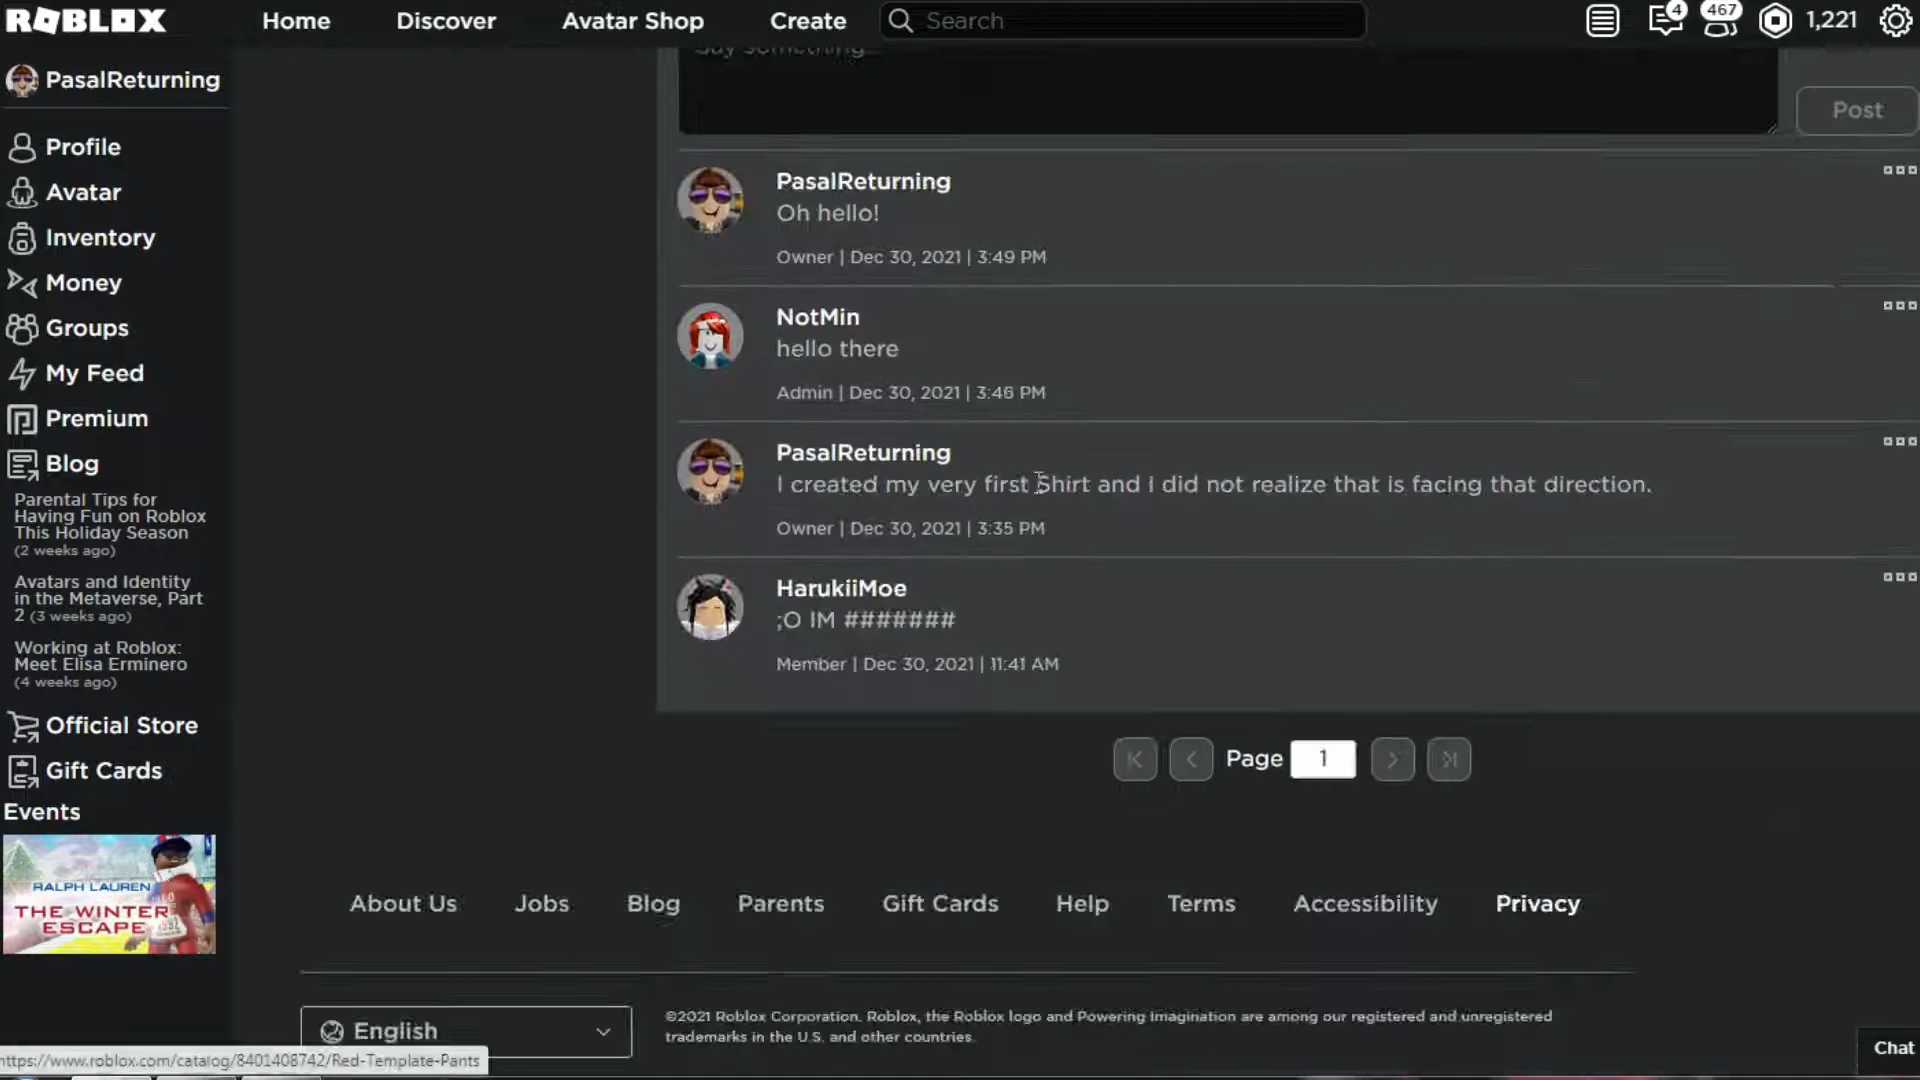 ROBLOX
Home
Discover
Avatar Shop
Create
Search
4
467
1,221
PasalReturning
Profile
Avatar
Inventory
Money
Groups
My Feed
Premium
Blog
Parental Tips for
Having Fun on Roblox
This Holiday Season
(2 weeks ago)
Avatars and Identity
in the Metaverse, Part
2 (3 weeks ago)
Working at Roblox:
Meet Elisa Erminero
(4 weeks ago)
Official Store
Gift Cards
Events
RALPH LAUREN
THE WINTER
ESCAPE
Say something
Post
PasalReturning
Oh hello!
Owner | Dec 30, 2021 | 3:49 PM
NotMin
hello there
Admin | Dec 30, 2021 | 3:46 PM
PasalReturning
I created my very first Shirt and I did not realize that is facing that direction.
Owner | Dec 30, 2021 | 3:35 PM
HarukiiMoe
;O IM #######
Member | Dec 30, 2021 | 11:41 AM
Page 1
About Us
Jobs
Blog
Parents
Gift Cards
Help
Terms
Accessibility
Privacy
English
©2021 Roblox Corporation. Roblox, the Roblox logo and Powering Imagination are among our registered and unregistered
trademarks in the U.S. and other countries.
https://www.roblox.com/catalog/8401408742/Red-Template-Pants
Chat